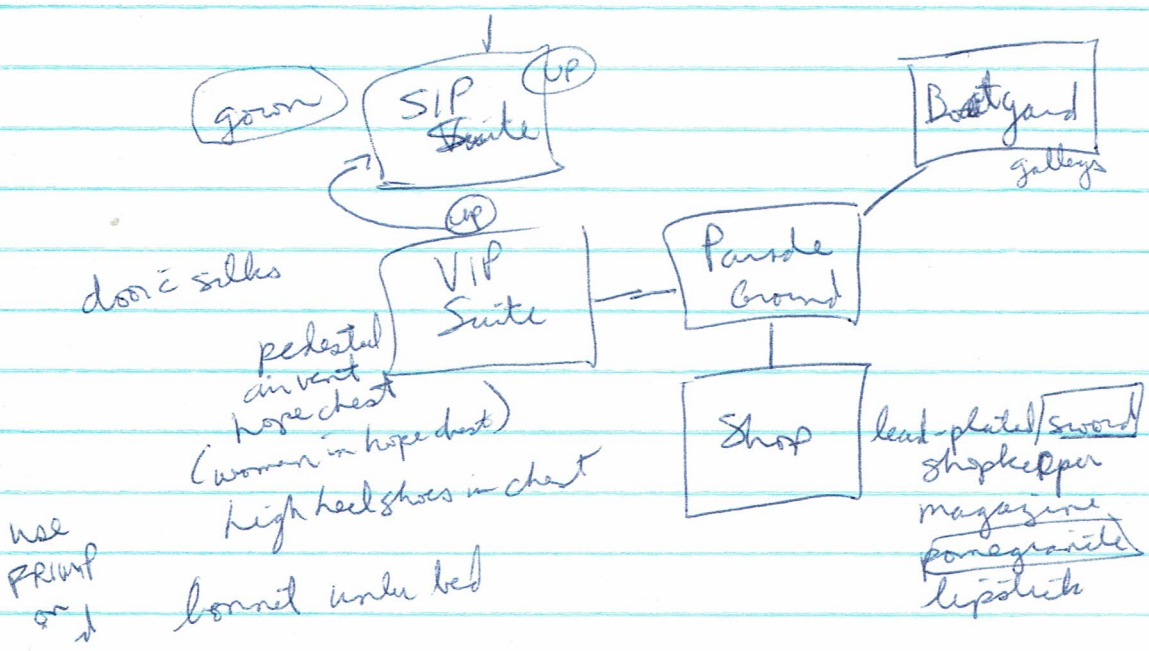 UP
gown
SIP
Suite
Boatyard
galleys
UP
VIP
Suite
Parade
Ground
door c̄ silks
pedestal
air vent
hope chest
(woman in hope chest)
high heel shoes in chest
Shop
lead-plated sword
shopkeeper
magazine
pomegranite
lipstick
use
PRIMP
on
bonnet under bed